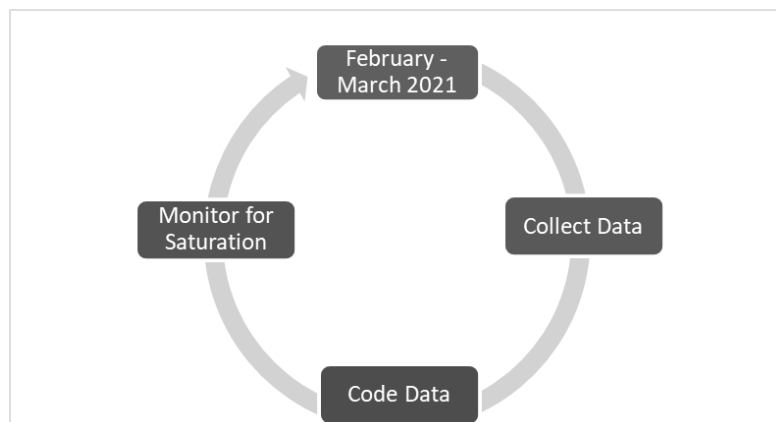 February -
March 2021
Collect Data
Code Data
Monitor for
Saturation